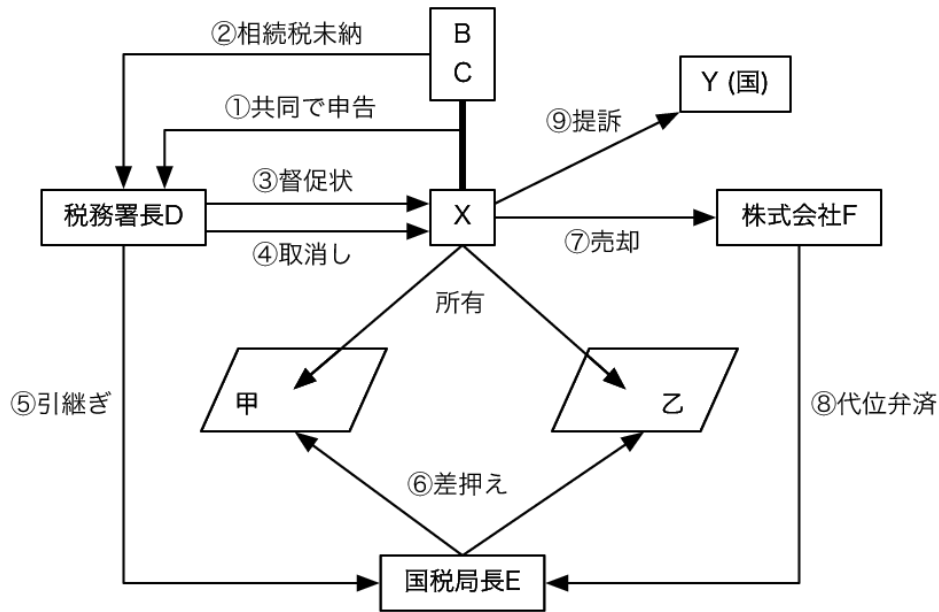 ②相続税未納
B
C
Y (国)
①共同で申告
⑨提訴
③督促状
税務署長D
X
株式会社F
④取消し
⑦売却
所有
⑤引継ぎ
甲
乙
⑧代位弁済
⑥差押え
国税局長E